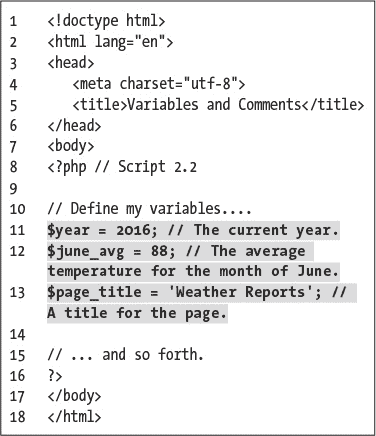 1 <!doctype html>
2 <html lang="en">
3 <head>
4 <meta charset="utf-8">
5 <title>Variables and Comments</title>
6 </head>
7 <body>
8 <?php // Script 2.2
9
10 // Define my variables....
11 $year = 2016; // The current year.
12 $june_avg = 88; // The average
temperature for the month of June.
13 $page_title = 'Weather Reports'; //
A title for the page.
14
15 // ... and so forth.
16 ?>
17 </body>
18 </html>